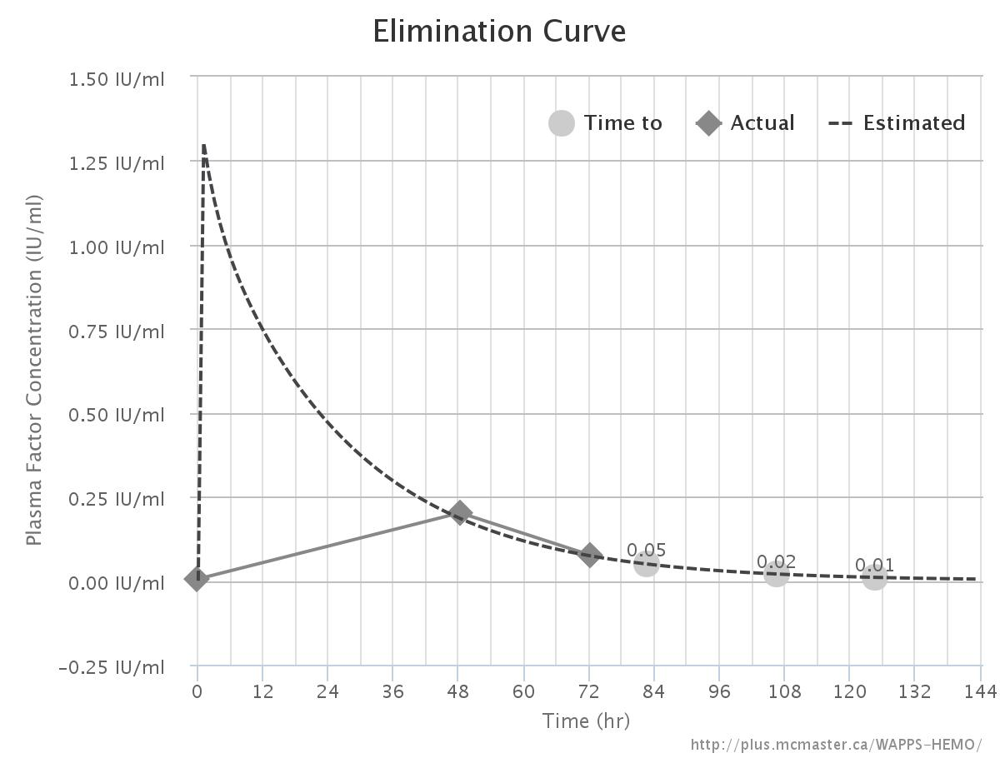 Elimination Curve
1.50 IU/ml
Time to
Actual
Estimated
1.25 IU/ml
1.00 IU/ml
0.75 IU/ml
0.50 IU/ml
0.25 IU/ml
0.00 IU/ml
-0.25 IU/ml
Plasma Factor Concentration (IU/ml)
0.05
0.02
0.01
0 12 24 36 48 60 72 84 96 108 120 132 144
Time (hr)
http://plus.mcmaster.ca/WAPPS-HEMO/